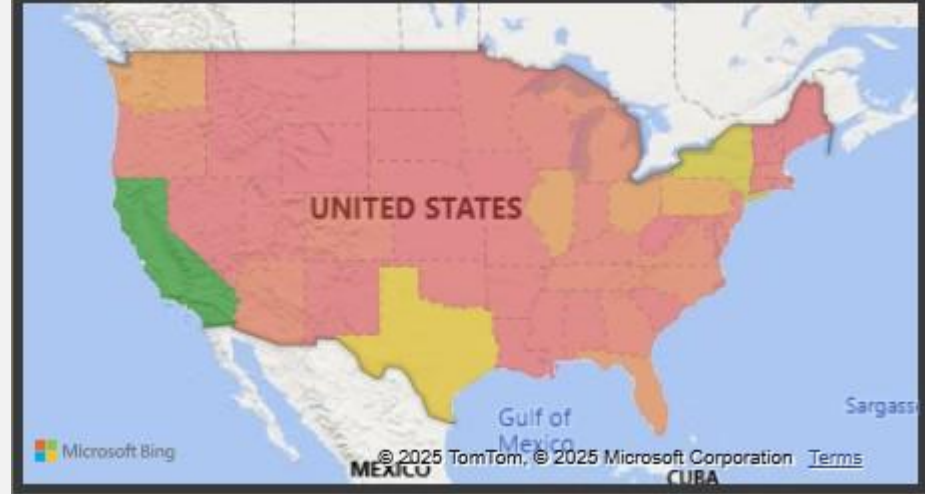 UNITED STATES
Gulf of
Mexico
Sargass
Microsoft Bing
© 2025 TomTom, © 2025 Microsoft Corporation Terms
MEXICO
CUBA